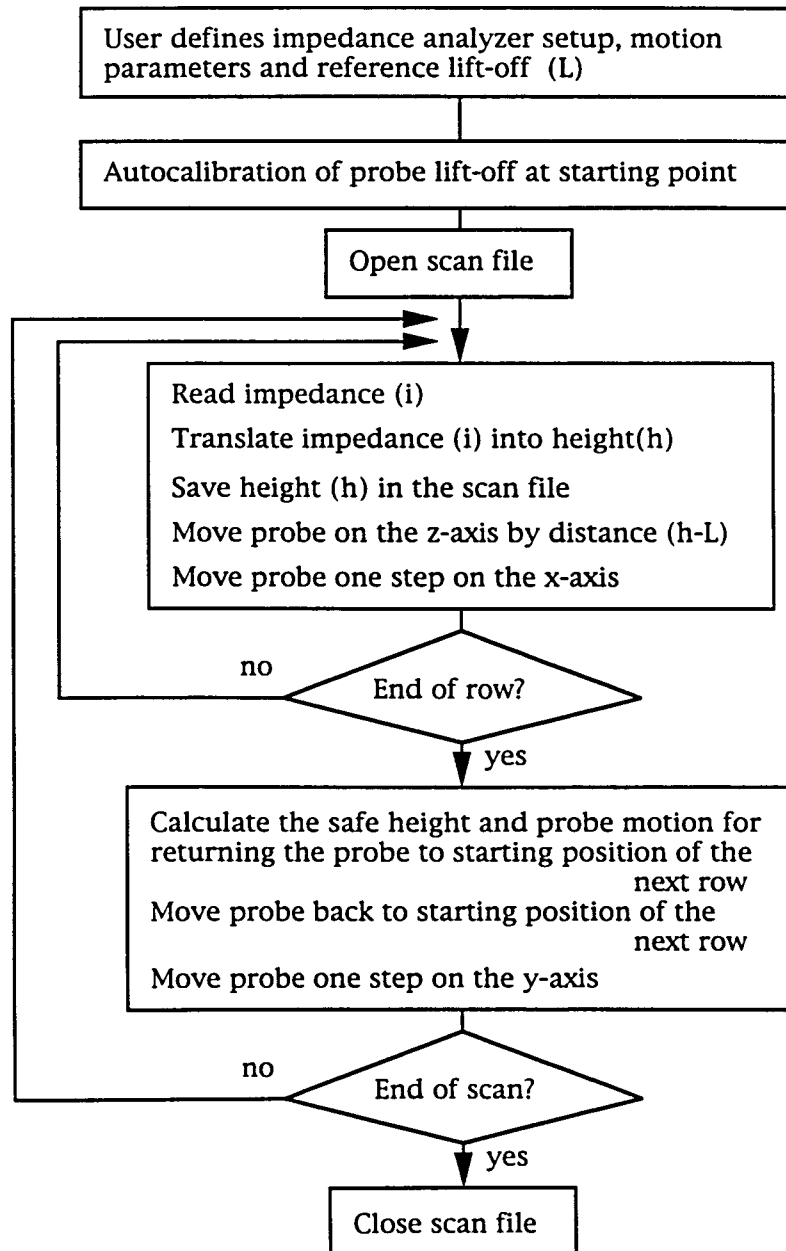 User defines impedance analyzer setup, motion
parameters and reference lift-off (L)
Autocalibration of probe lift-off at starting point
Open scan file
Read impedance (i)
Translate impedance (i) into height(h)
Save height (h) in the scan file
Move probe on the z-axis by distance (h-L)
Move probe one step on the x-axis
no
End of row?
yes
Calculate the safe height and probe motion for
returning the probe to starting position of the
next row
Move probe back to starting position of the
next row
Move probe one step on the y-axis
no
End of scan?
yes
Close scan file